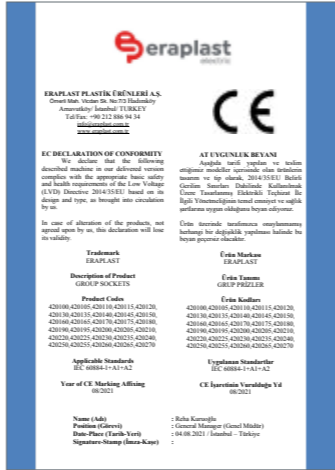 eraplast
electric
ERAPLAST PLASTİK ÜRÜNLERİ A.Ş.
Ömerli Mah. Vicdan Sk. No:7/3 Hadımköy
Arnavutköy/ İstanbul/ TURKEY
Tel/Fax: +90 212 886 94 34
info@eraplast.com.tr
www.eraplast.com.tr
CE
EC DECLARATION OF CONFORMITY
We declare that the following
described machine in our delivered version
complies with the appropriate basic safety
and health requirements of the Low Voltage
(LVD) Directive 2014/35/EU based on its
design and type, as brought into circulation
by us.
In case of alteration of the products, not
agreed upon by us, this declaration will lose
its validity.
Trademark
ERAPLAST
Description of Product
GROUP SOCKETS
Product Codes
420100,420105,420110,420115,420120,
420130,420135,420140,420145,420150,
420160,420165,420170,420175,420180,
420190,420195,420200,420205,420210,
420220,420225,420230,420235,420240,
420250,420255,420260,420265,420270
Applicable Standards
IEC 60884-1+A1+A2
Year of CE Marking Affixing
08/2021
AT UYGUNLUK BEYANI
Aşağıda tarif yapılan ve teslim
ettiğimiz modeller içerisinde olan ürünlerin
tasarım ve tip olarak, 2014/35/EU Belirli
Gerilim Sınırları Dahilinde Kullanılmak
Üzere Tasarlanmış Elektrikli Teçhizat İle
İlgili Yönetmeliğinin temel emniyet ve sağlık
şartlarına uygun olduğunu beyan ediyoruz.
Ürün üzerinde tarafımızca onaylanmamış
herhangi bir değişiklik yapılması halinde bu
beyan geçersiz olacaktır.
Ürün Markası
ERAPLAST
Ürün Tanımı
GRUP PRİZLER
Ürün Kodları
420100,420105,420110,420115,420120,
420130,420135,420140,420145,420150,
420160,420165,420170,420175,420180,
420190,420195,420200,420205,420210,
420220,420225,420230,420235,420240,
420250,420255,420260,420265,420270
Uygulanan Standartlar
IEC 60884-1+A1+A2
CE İşaretinin Vurulduğu Yıl
08/2021
Name (Adı) : Reha Karaoğlu
Position (Görevi) : General Manager (Genel Müdür)
Date-Place (Tarih-Yeri) : 04.08.2021 / İstanbul – Türkiye
Signature-Stamp (İmza-Kaşe) :